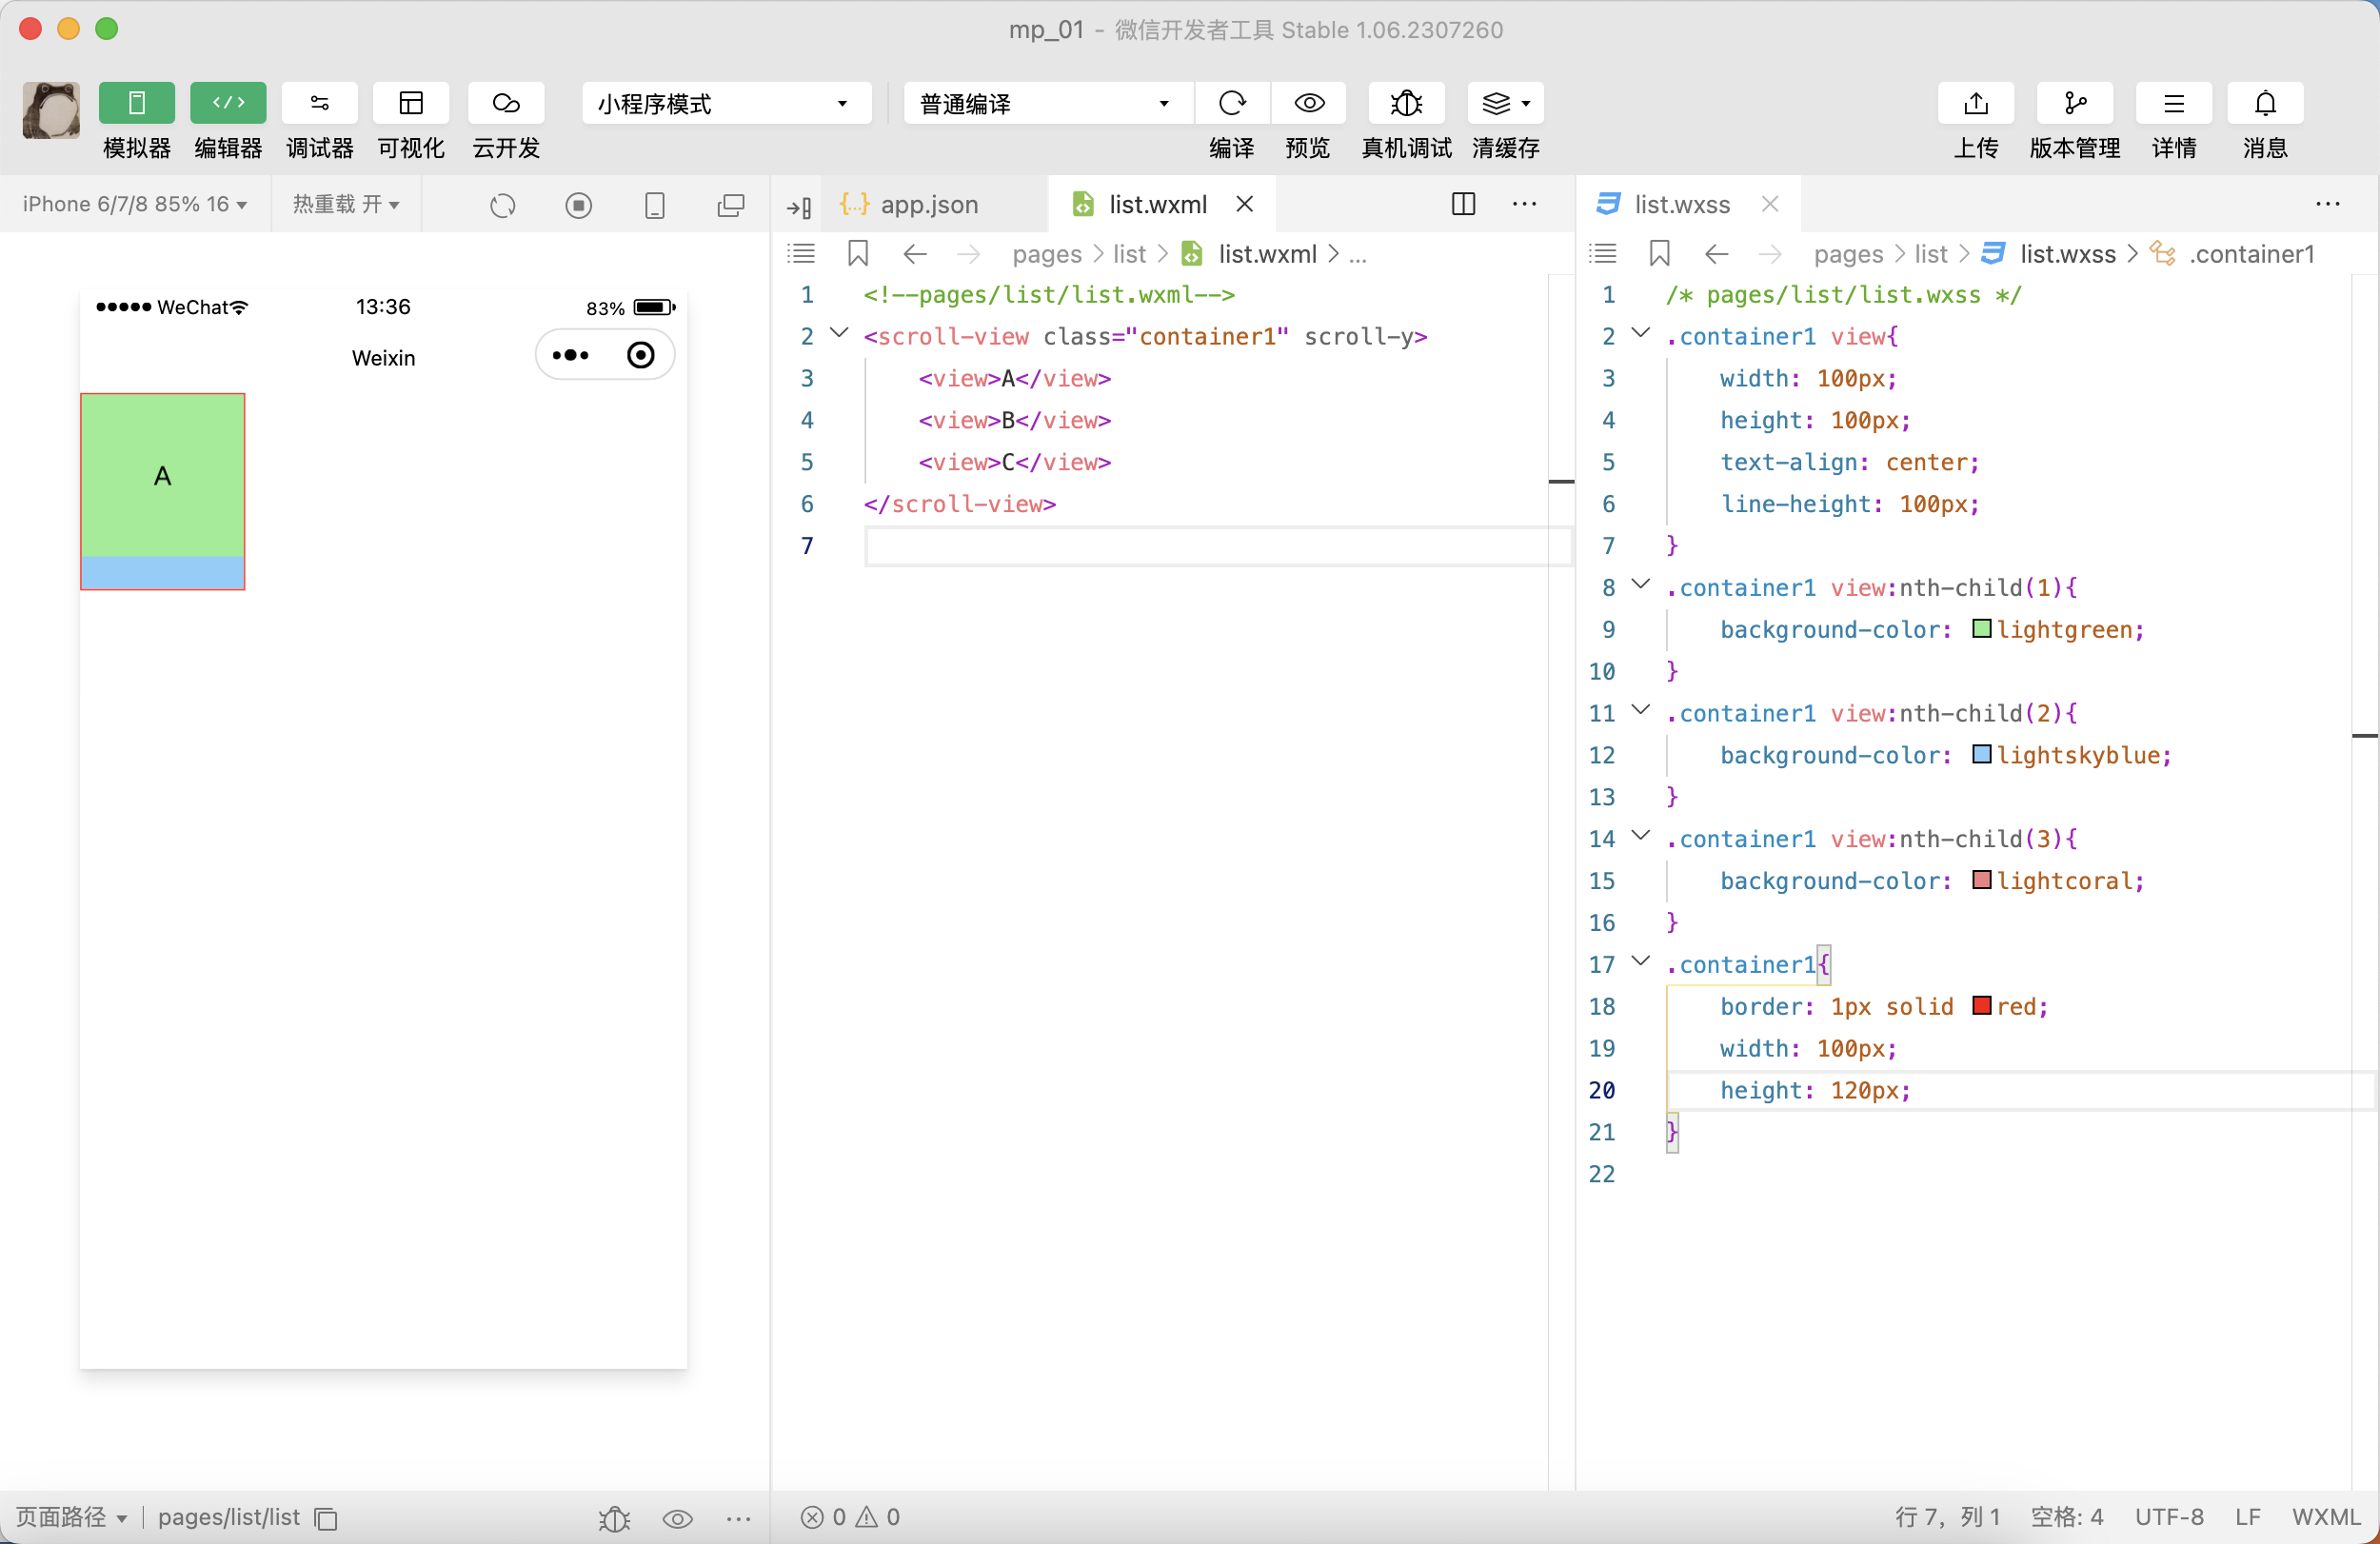 mp_01 - 微信开发者工具 Stable 1.06.2307260
小程序模式
普通编译
模拟器
编辑器
调试器
可视化
云开发
编译
预览
真机调试
清缓存
上传
版本管理
详情
消息
iPhone 6/7/8 85% 16
热重载 开
WeChat
13:36
83%
Weixin
A
页面路径
pages/list/list
app.json
list.wxml
pages > list > list.wxml > ...
1 <!--pages/list/list.wxml-->
2 <scroll-view class="container1" scroll-y>
3 <view>A</view>
4 <view>B</view>
5 <view>C</view>
6 </scroll-view>
7
list.wxss
pages > list > list.wxss > .container1
1 /* pages/list/list.wxss */
2 .container1 view{
3 width: 100px;
4 height: 100px;
5 text-align: center;
6 line-height: 100px;
7 }
8 .container1 view:nth-child(1){
9 background-color: lightgreen;
10 }
11 .container1 view:nth-child(2){
12 background-color: lightskyblue;
13 }
14 .container1 view:nth-child(3){
15 background-color: lightcoral;
16 }
17 .container1{
18 border: 1px solid red;
19 width: 100px;
20 height: 120px;
21 }
22
0 0
行 7，列 1
空格: 4
UTF-8
LF
WXML